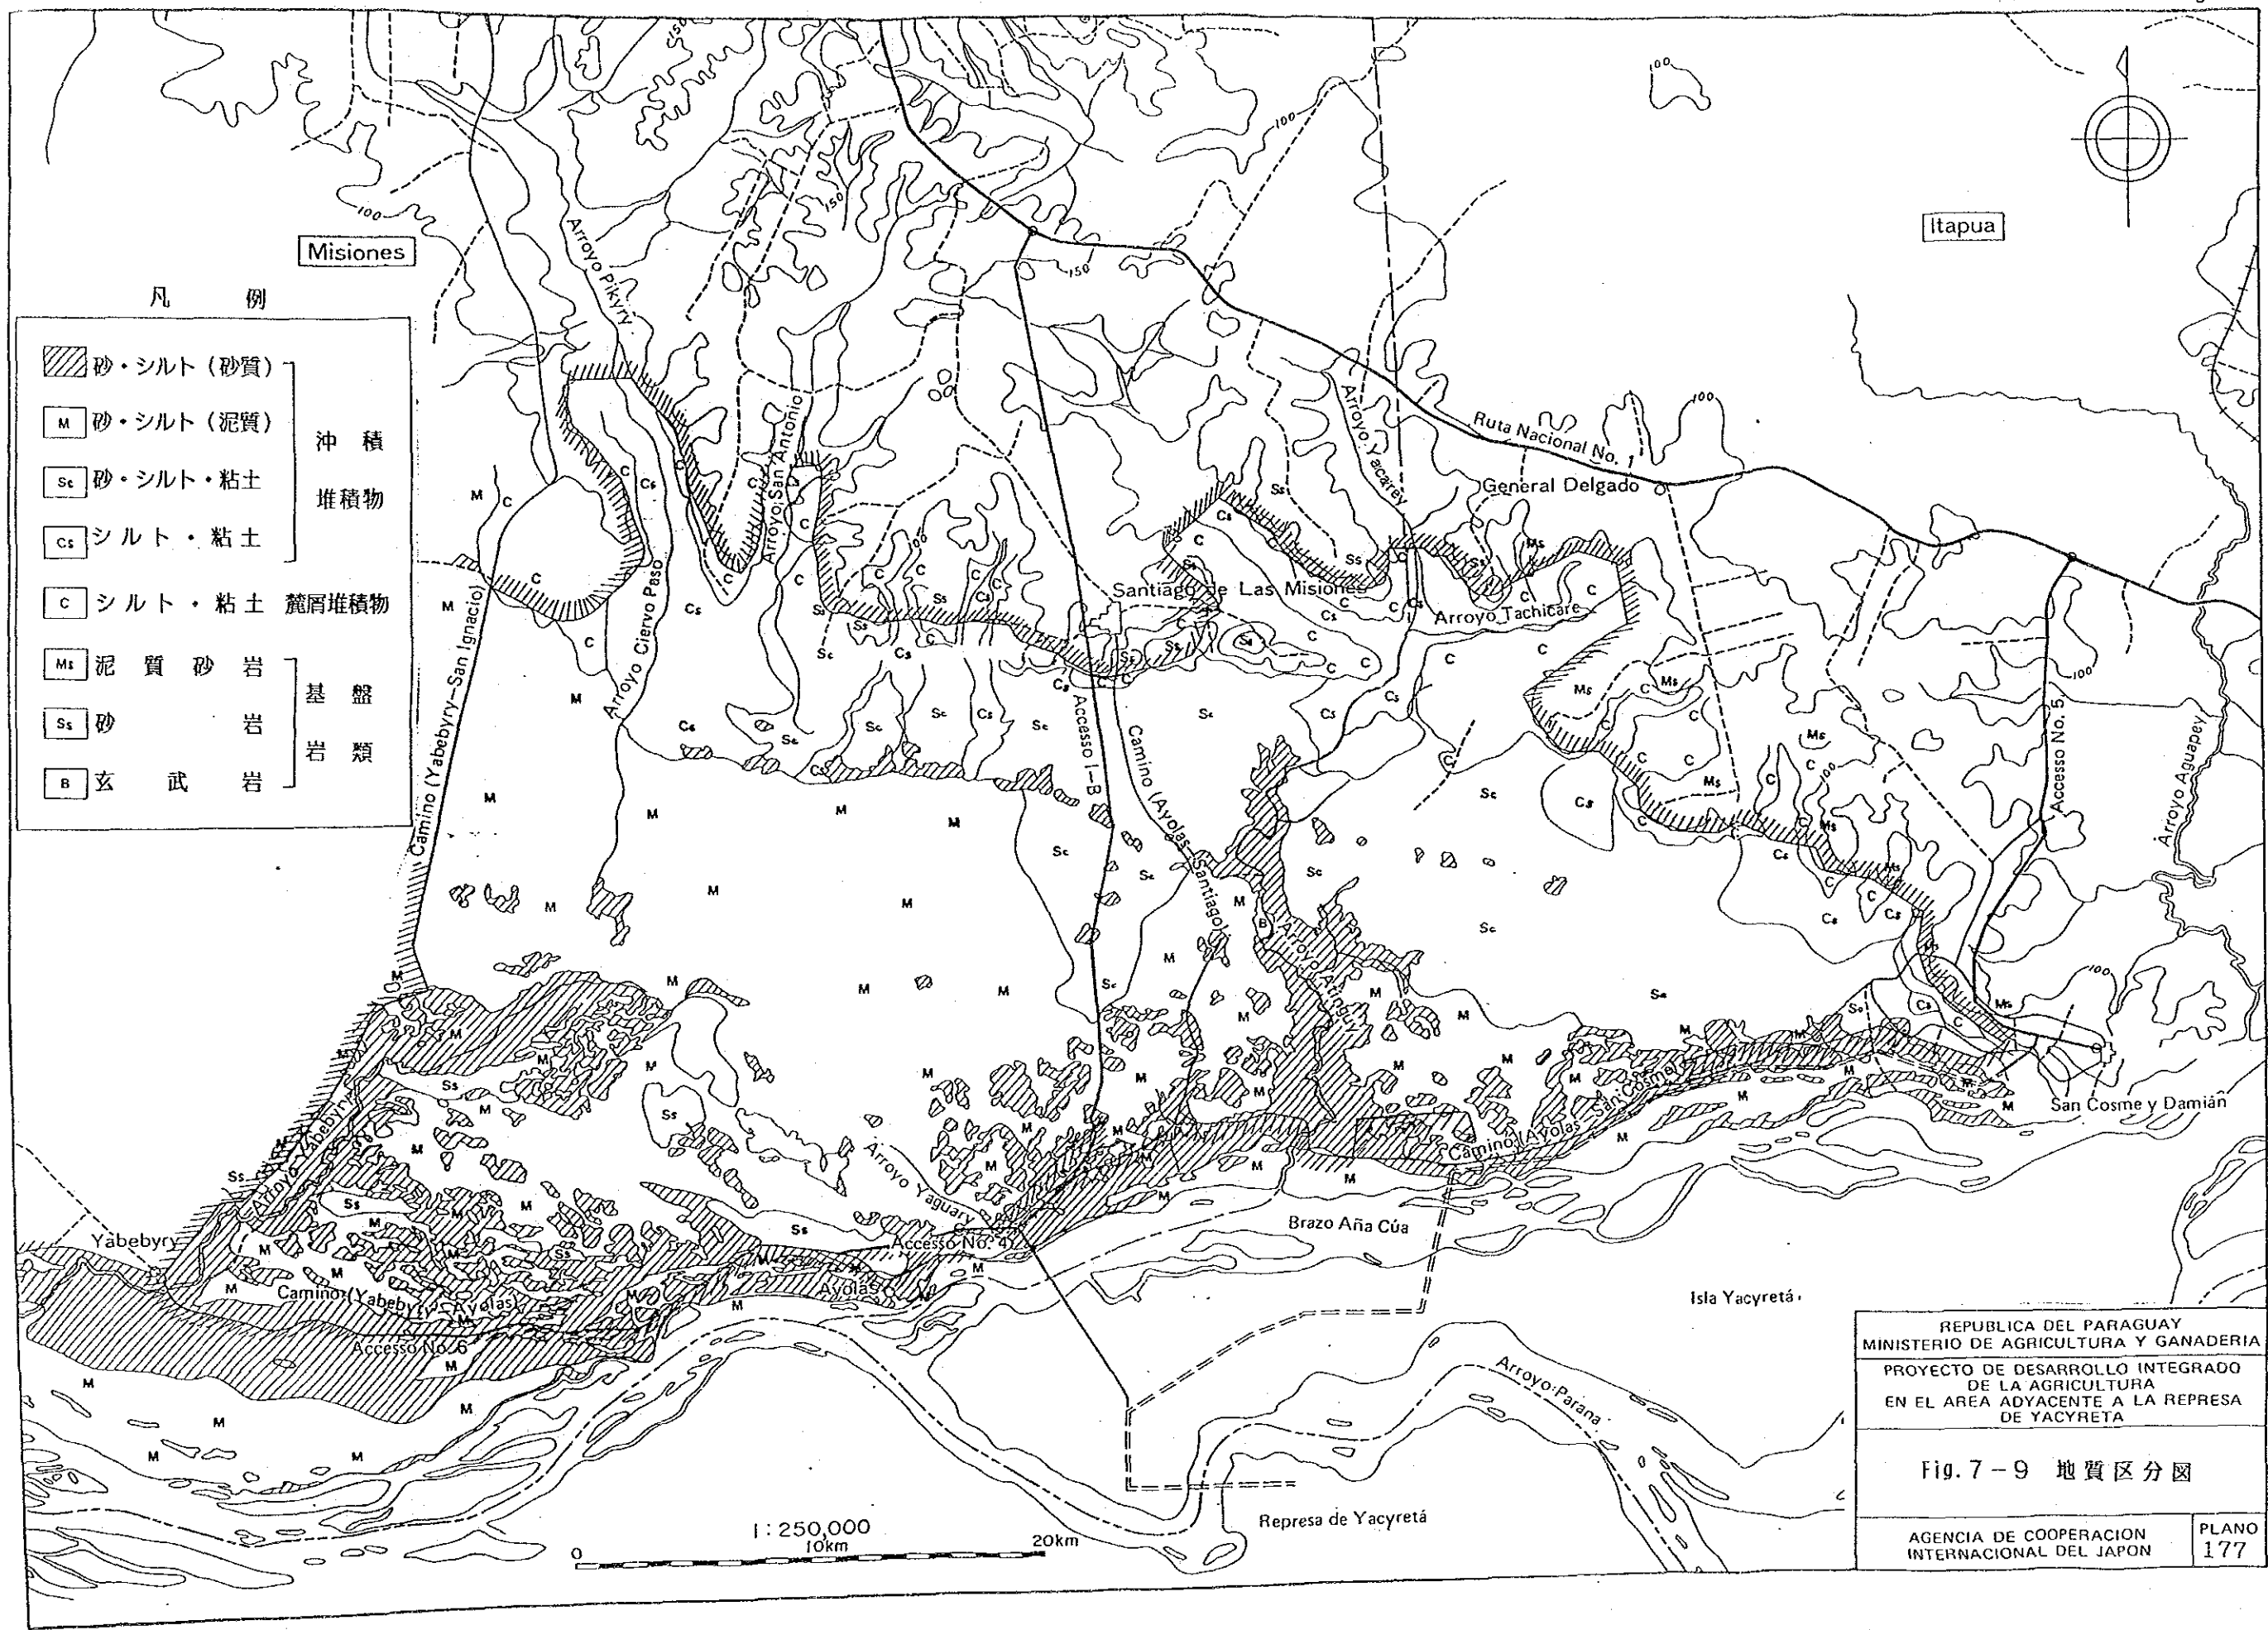 Misiones
Itapua
凡 例
砂・シルト (砂質)
M 砂・シルト (泥質)
Sc 砂・シルト・粘土
Cs シルト・粘土
沖積
堆積物
C シルト・粘土 麓屑堆積物
Ms 泥質砂岩
Ss 砂岩
B 玄武岩
基盤
岩類
Arroyo Pikyry
Arroyo San Antonio
Arroyo Ciervo Paso
Camino (Yabebyry-San Ignacio)
Arroyo Yacarey
Ruta Nacional No. 1
General Delgado
Santiago de Las Misiones
Arroyo Tachicare
Accesso I-B
Camino (Ayolas-Santiago)
Accesso No. 5
Arroyo Aguapey
Arroyo Atinguy
Arroyo Yabebyry
Yabebyry
Camino (Yabebyry-Ayolas)
Accesso No. 6
Arroyo Yaguary
Accesso No. 4
Ayolas
Camino (Ayolas-San Cosme)
San Cosme y Damián
Brazo Aña Cúa
Isla Yacyretá
Arroyo Parana
Represa de Yacyretá
1:250,000
0 10km 20km
REPUBLICA DEL PARAGUAY
MINISTERIO DE AGRICULTURA Y GANADERIA
PROYECTO DE DESARROLLO INTEGRADO
DE LA AGRICULTURA
EN EL AREA ADYACENTE A LA REPRESA
DE YACYRETA
Fig. 7-9 地質区分図
AGENCIA DE COOPERACION
INTERNACIONAL DEL JAPON
PLANO
177